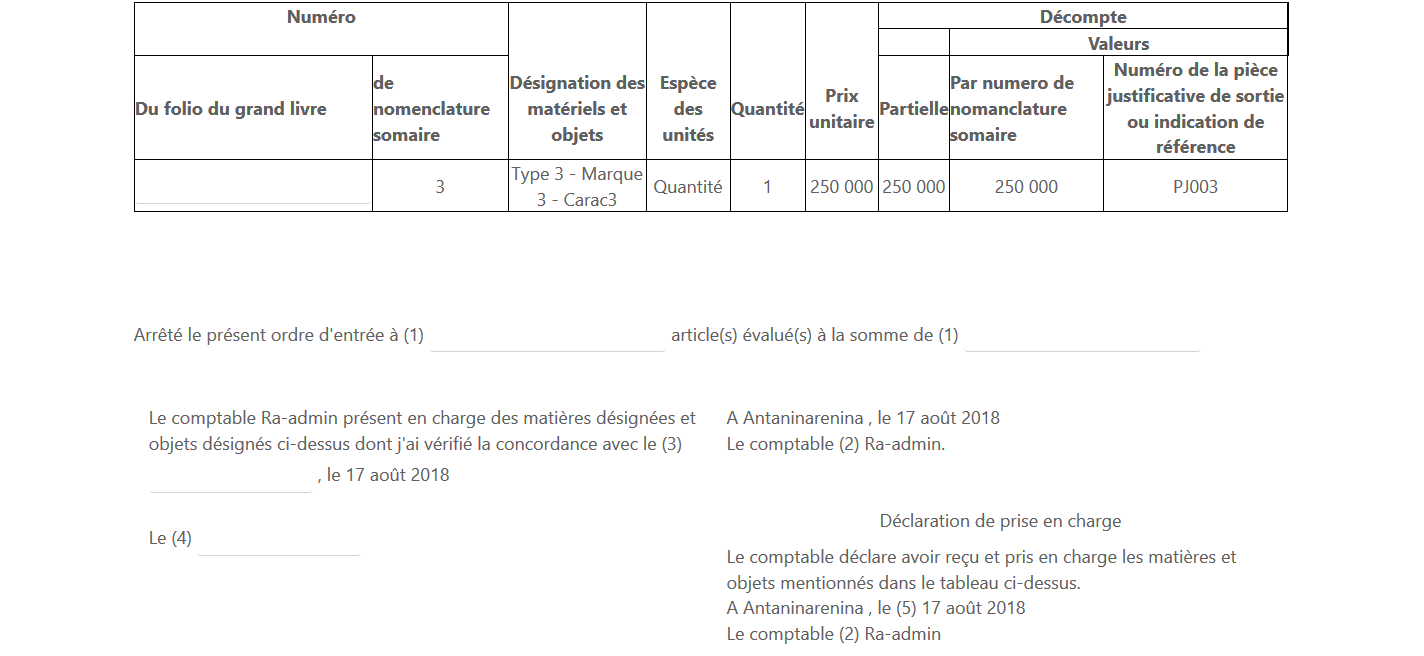 Numéro
Décompte
Valeurs
Du folio du grand livre
de
nomenclature
somaire
Désignation des
matériels et
objets
Espèce
des
unités
Quantité
Prix
unitaire
Partielle
Par numero de
nomanclature
somaire
Numéro de la pièce
justificative de sortie
ou indication de
référence
3
Type 3 - Marque
3 - Carac3
Quantité
1
250 000
250 000
250 000
PJ003
Arrêté le présent ordre d'entrée à (1) article(s) évalué(s) à la somme de (1)
Le comptable Ra-admin présent en charge des matières désignées et
objets désignés ci-dessus dont j'ai vérifié la concordance avec le (3)
, le 17 août 2018
Le (4)
A Antaninarenina , le 17 août 2018
Le comptable (2) Ra-admin.
Déclaration de prise en charge
Le comptable déclare avoir reçu et pris en charge les matières et
objets mentionnés dans le tableau ci-dessus.
A Antaninarenina , le (5) 17 août 2018
Le comptable (2) Ra-admin